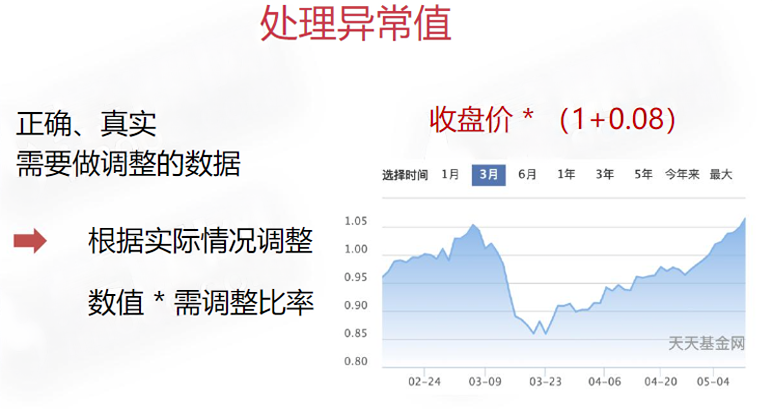 处理异常值
正确、真实
需要做调整的数据
根据实际情况调整
数值 * 需调整比率
收盘价 * （1+0.08）
选择时间 1月 3月 6月 1年 3年 5年 今年来 最大
1.05
1.00
0.95
0.90
0.85
0.80
天天基金网
02-24 03-09 03-23 04-06 04-20 05-04